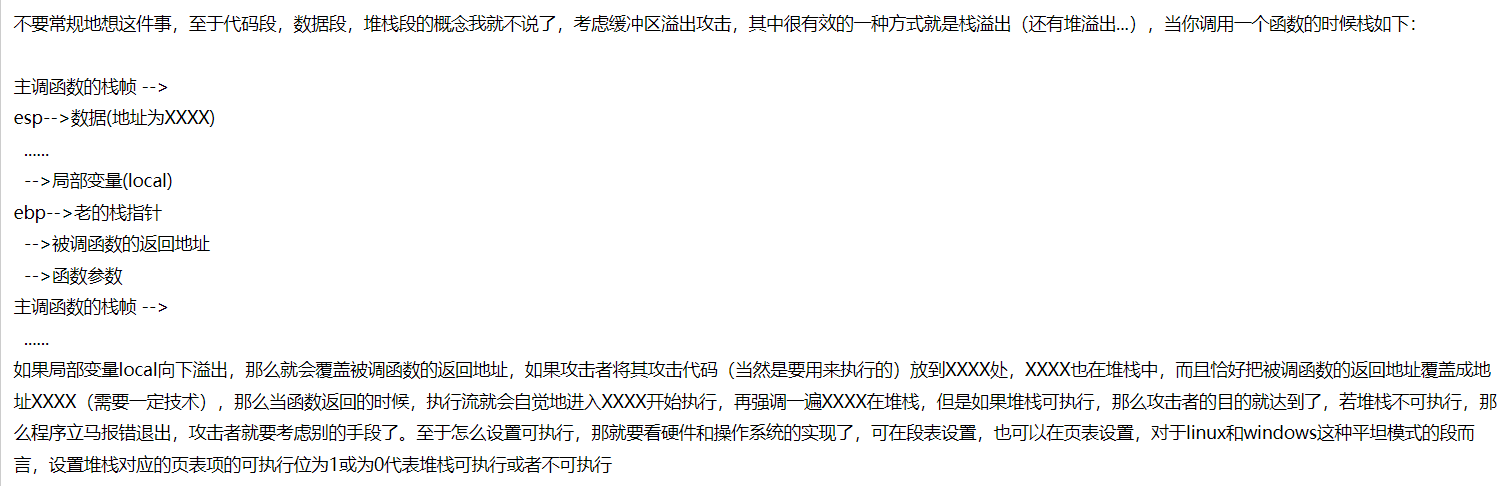 不要常规地想这件事，至于代码段，数据段，堆栈段的概念我就不说了，考虑缓冲区溢出攻击，其中很有效的一种方式就是栈溢出（还有堆溢出...），当你调用一个函数的时候栈如下：
主调函数的栈帧 -->
esp-->数据(地址为XXXX)
......
-->局部变量(local)
ebp-->老的栈指针
-->被调函数的返回地址
-->函数参数
主调函数的栈帧 -->
......
如果局部变量local向下溢出，那么就会覆盖被调函数的返回地址，如果攻击者将其攻击代码（当然是要用来执行的）放到XXXX处，XXXX也在堆栈中，而且恰好把被调函数的返回地址覆盖成地
址XXXX（需要一定技术），那么当函数返回的时候，执行流就会自觉地进入XXXX开始执行，再强调一遍XXXX在堆栈，但是如果堆栈可执行，那么攻击者的目的就达到了，若堆栈不可执行，那
么程序立马报错退出，攻击者就要考虑别的手段了。至于怎么设置可执行，那就要看硬件和操作系统的实现了，可在段表设置，也可以在页表设置，对于linux和windows这种平坦模式的段而
言，设置堆栈对应的页表项的可执行位为1或为0代表堆栈可执行或者不可执行